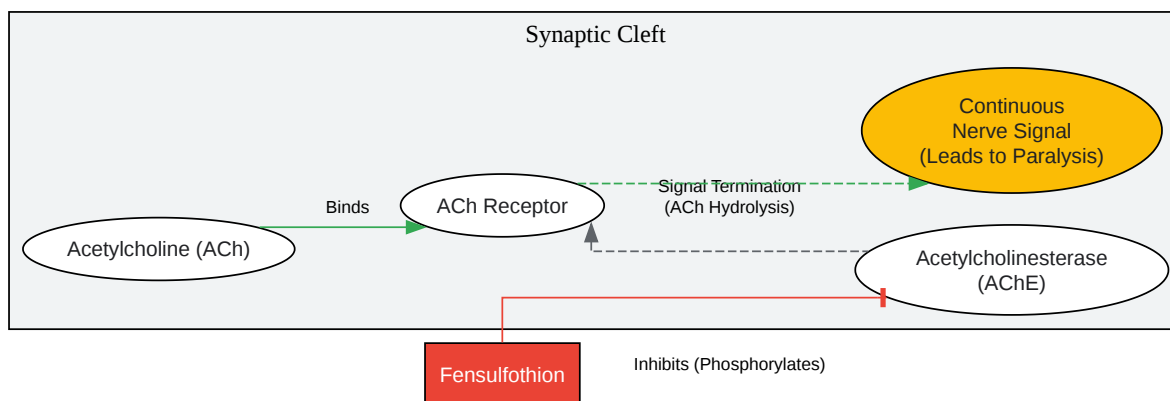 Synaptic Cleft
Continuous
Nerve Signal
(Leads to Paralysis)
Signal Termination
(ACh Hydrolysis)
Binds
ACh Receptor
Acetylcholine (ACh)
Acetylcholinesterase
(AChE)
Inhibits (Phosphorylates)
Fensulfothion